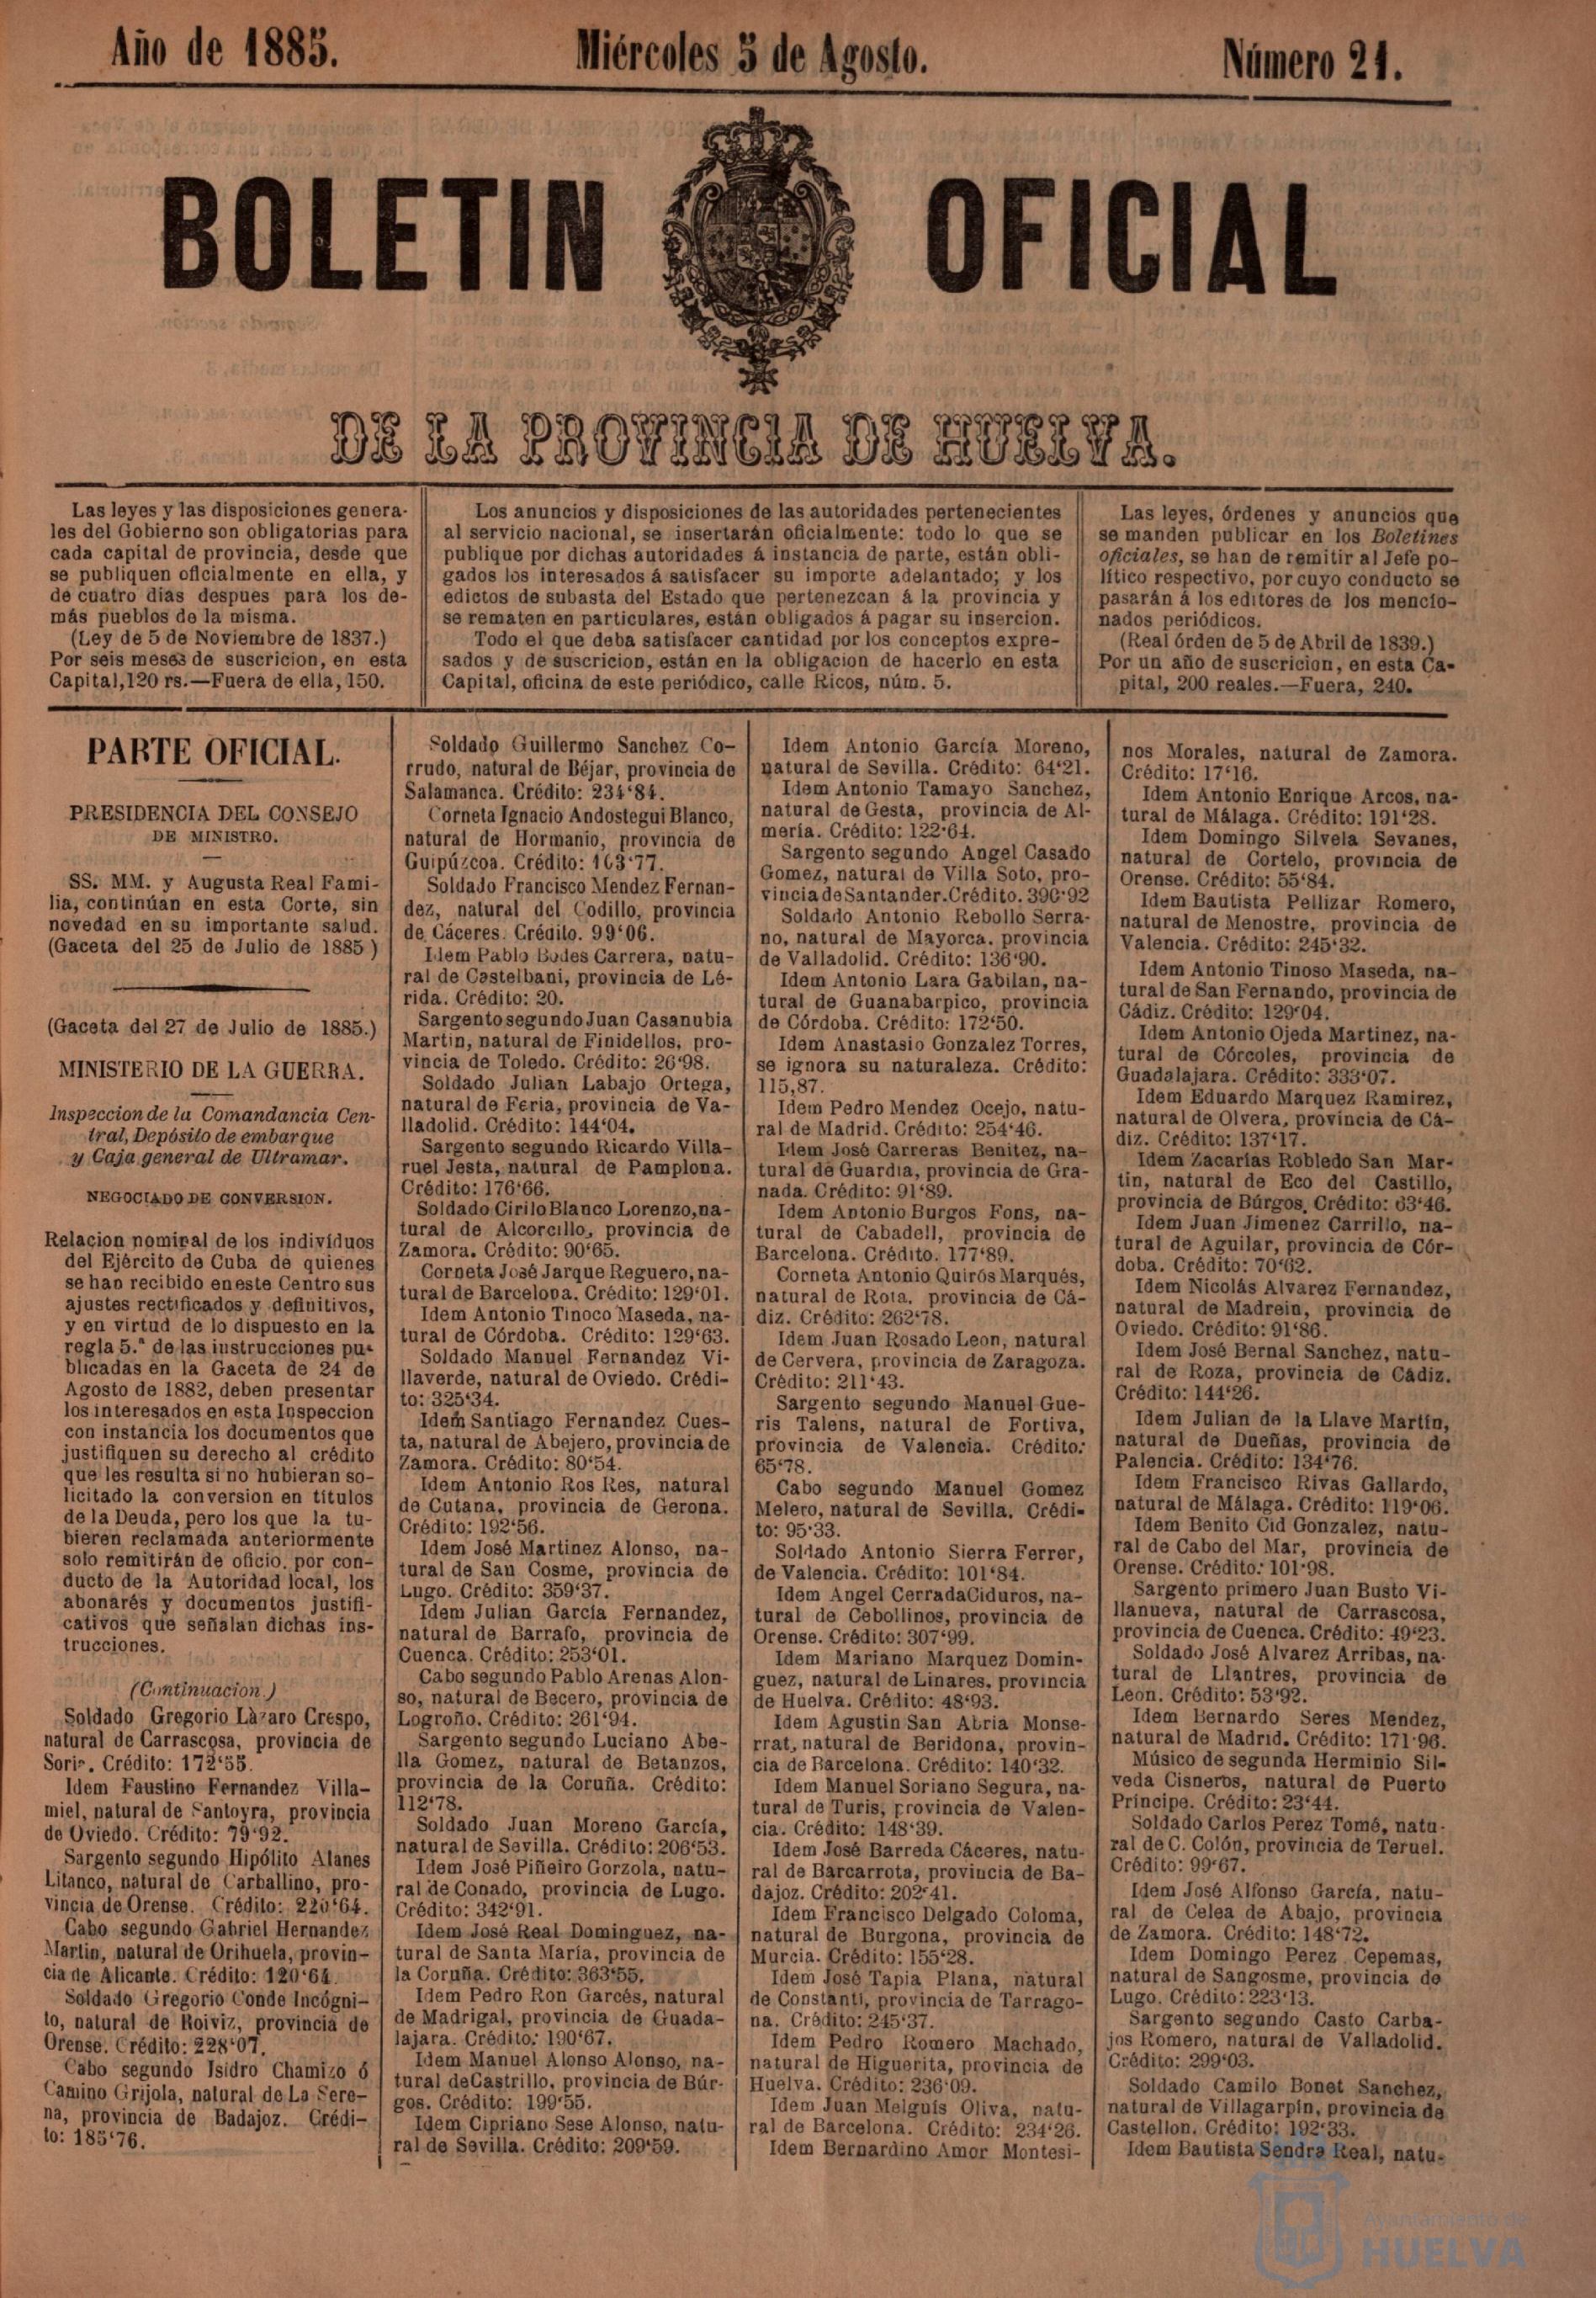 Año de 1885.
Miércoles 5 de Agosto.
Número 21.
BOLETIN OFICIAL
DE LA PROVINCIA DE HUELVA.
Las leyes y las disposiciones genera-
les del Gobierno son obligatorias para
cada capital de provincia, desde que
se publiquen oficialmente en ella, y
de cuatro dias despues para los de-
más pueblos de la misma.
(Ley de 5 de Noviembre de 1837.)
Por seis meses de suscricion, en esta
Capital, 120 rs.—Fuera de ella, 150.
Los anuncios y disposiciones de las autoridades pertenecientes
al servicio nacional, se insertarán oficialmente: todo lo que se
publique por dichas autoridades á instancia de parte, están obli-
gados los interesados á satisfacer su importe adelantado; y los
edictos de subasta del Estado que pertenezcan á la provincia y
se rematen en particulares, están obligados á pagar su insercion.
Todo el que deba satisfacer cantidad por los conceptos expre-
sados y de suscricion, están en la obligacion de hacerlo en esta
Capital, oficina de este periódico, calle Ricos, núm. 5.
Las leyes, órdenes y anuncios que
se manden publicar en los Boletines
oficiales, se han de remitir al Jefe po-
lítico respectivo, por cuyo conducto se
pasarán á los editores de los mencio-
nados periódicos.
(Real órden de 5 de Abril de 1839.)
Por un año de suscricion, en esta Ca-
pital, 200 reales.—Fuera, 240.
PARTE OFICIAL.
PRESIDENCIA DEL CONSEJO
DE MINISTRO.
SS. MM. y Augusta Real Fami-
lia, continúan en esta Corte, sin
novedad en su importante salud.
(Gaceta del 25 de Julio de 1885)
(Gaceta del 27 de Julio de 1885.)
MINISTERIO DE LA GUERRA.
Inspeccion de la Comandancia Cen-
tral, Depósito de embarque
y Caja general de Ultramar.
NEGOCIADO DE CONVERSION.
Relacion nominal de los indivíduos
del Ejército de Cuba de quienes
se han recibido en este Centro sus
ajustes rectificados y definitivos,
y en virtud de lo dispuesto en la
regla 5.ª de las instrucciones pu-
blicadas en la Gaceta de 24 de
Agosto de 1882, deben presentar
los interesados en esta Inspeccion
con instancia los documentos que
justifiquen su derecho al crédito
que les resulta si no hubieran so-
licitado la conversion en títulos
de la Deuda, pero los que la tu-
bieren reclamada anteriormente
solo remitirán de oficio, por con-
ducto de la Autoridad local, los
abonarés y documentos justifi-
cativos que señalan dichas ins-
trucciones.
(Continuacion.)
Soldado Gregorio Làzaro Crespo,
natural de Carrascosa, provincia de
Soria. Crédito: 172‘55.
Idem Faustino Fernandez Villa-
miel, natural de Santoyra, provincia
de Oviedo. Crédito: 79‘92.
Sargento segundo Hipólito Alanes
Litanco, natural de Carballino, pro-
vincia de Orense. Crédito: 220‘64.
Cabo segundo Gabriel Hernandez
Martin, natural de Orihuela, provin-
cia de Alicante. Crédito: 120‘64.
Soldado Gregorio Conde Incógni-
to, natural de Roiviz, provincia de
Orense. Crédito: 228‘07.
Cabo segundo Isidro Chamizo ó
Camino Grijola, natural de La Sere-
na, provincia de Badajoz. Crédi-
to: 185‘76.
Soldado Guillermo Sanchez Co-
rrudo, natural de Béjar, provincia de
Salamanca. Crédito: 234‘84.
Corneta Ignacio Andostegui Blanco,
natural de Hormanio, provincia de
Guipúzcoa. Crédito: 163‘77.
Soldado Francisco Mendez Fernan-
dez, natural del Codillo, provincia
de Cáceres. Crédito. 99‘06.
Idem Pablo Bodes Carrera, natu-
ral de Castelbani, provincia de Lé-
rida. Crédito: 20.
Sargento segundo Juan Casanubia
Martin, natural de Finidellos, pro-
vincia de Toledo. Crédito: 26‘98.
Soldado Julian Labajo Ortega,
natural de Feria, provincia de Va-
lladolid. Crédito: 144‘04.
Sargento segundo Ricardo Villa-
ruel Jesta, natural de Pamplona.
Crédito: 176‘66.
Soldado Cirilo Blanco Lorenzo, na-
tural de Alcorcillo, provincia de
Zamora. Crédito: 90‘65.
Corneta José Jarque Reguero, na-
tural de Barcelona. Crédito: 129‘01.
Idem Antonio Tinoco Maseda, na-
tural de Córdoba. Crédito: 129‘63.
Soldado Manuel Fernandez Vi-
llaverde, natural de Oviedo. Crédi-
to: 325‘34.
Idem Santiago Fernandez Cues-
ta, natural de Abejero, provincia de
Zamora. Crédito: 80‘54.
Idem Antonio Ros Res, natural
de Cutana, provincia de Gerona.
Crédito: 192‘56.
Idem José Martinez Alonso, na-
tural de San Cosme, provincia de
Lugo. Crédito: 359‘37.
Idem Julian García Fernandez,
natural de Barrafo, provincia de
Cuenca. Crédito: 253‘01.
Cabo segundo Pablo Arenas Alon-
so, natural de Becero, provincia de
Logroño. Crédito: 261‘94.
Sargento segundo Luciano Abe-
lla Gomez, natural de Betanzos,
provincia de la Coruña. Crédito:
112‘78.
Soldado Juan Moreno García,
natural de Sevilla. Crédito: 206‘53.
Idem José Piñeiro Gorzola, natu-
ral de Conado, provincia de Lugo.
Crédito: 342‘91.
Idem José Real Dominguez, na-
tural de Santa María, provincia de
la Coruña. Crédito: 363‘55.
Idem Pedro Ron Garcés, natural
de Madrigal, provincia de Guada-
lajara. Crédito: 190‘67.
Idem Manuel Alonso Alonso, na-
tural de Castrillo, provincia de Búr-
gos. Crédito: 199‘55.
Idem Cipriano Sese Alonso, natu-
ral de Sevilla. Crédito: 209‘59.
Idem Antonio García Moreno,
natural de Sevilla. Crédito: 64‘21.
Idem Antonio Tamayo Sanchez,
natural de Gesta, provincia de Al-
mería. Crédito: 122‘64.
Sargento segundo Angel Casado
Gomez, natural de Villa Soto, pro-
vincia de Santander. Crédito. 390‘92
Soldado Antonio Rebollo Serra-
no, natural de Mayorca. provincia
de Valladolid. Crédito: 136‘90.
Idem Antonio Lara Gabilan, na-
tural de Guanabarpico, provincia
de Córdoba. Crédito: 172‘50.
Idem Anastasio Gonzalez Torres,
se ignora su naturaleza. Crédito:
115,87.
Idem Pedro Mendez Ocejo, natu-
ral de Madrid. Crédito: 254‘46.
Idem José Carreras Benitez, na-
tural de Guardia, provincia de Gra-
nada. Crédito: 91‘89.
Idem Antonio Burgos Fons, na-
tural de Cabadell, provincia de
Barcelona. Crédito. 177‘89.
Corneta Antonio Quirós Marqués,
natural de Rota, provincia de Cá-
diz. Crédito: 262‘78.
Idem Juan Rosado Leon, natural
de Cervera, provincia de Zaragoza.
Crédito: 211‘43.
Sargento segundo Manuel Gue-
ris Talens, natural de Fortiva,
provincia de Valencia. Crédito:
65‘78.
Cabo segundo Manuel Gomez
Melero, natural de Sevilla. Crédi-
to: 95‘33.
Soldado Antonio Sierra Ferrer,
de Valencia. Crédito: 101‘84.
Idem Angel Cerrada Ciduros, na-
tural de Cebollinos, provincia de
Orense. Crédito: 307‘99.
Idem Mariano Marquez Domin-
guez, natural de Linares, provincia
de Huelva. Crédito: 48‘93.
Idem Agustin San Atria Monse-
rrat, natural de Beridona, provin-
cia de Barcelona. Crédito: 140‘32.
Idem Manuel Soriano Segura, na-
tural de Turis, provincia de Valen-
cia. Crédito: 148‘39.
Idem José Barreda Cáceres, natu-
ral de Barcarrota, provincia de Ba-
dajoz. Crédito: 202‘41.
Idem Francisco Delgado Coloma,
natural de Burgona, provincia de
Murcia. Crédito: 155‘28.
Idem José Tapia Plana, natural
de Constantí, provincia de Tarrago-
na. Crédito: 245‘37.
Idem Pedro Romero Machado,
natural de Higuerita, provincia de
Huelva. Crédito: 236‘09.
Idem Juan Melguis Oliva, natu-
ral de Barcelona. Crédito: 234‘26.
Idem Bernardino Amor Montesi-
nos Morales, natural de Zamora.
Crédito: 17‘16.
Idem Antonio Enrique Arcos, na-
tural de Málaga. Crédito: 191‘28.
Idem Domingo Silvela Sevanes,
natural de Cortelo, provincia de
Orense. Crédito: 55‘84.
Idem Bautista Pellizar Romero,
natural de Menostre, provincia de
Valencia. Crédito: 245‘32.
Idem Antonio Tinoso Maseda, na-
tural de San Fernando, provincia de
Cádiz. Crédito: 129‘04.
Idem Antonio Ojeda Martinez, na-
tural de Córcoles, provincia de
Guadalajara. Crédito: 333‘07.
Idem Eduardo Marquez Ramirez,
natural de Olvera, provincia de Cá-
diz. Crédito: 137‘17.
Idem Zacarías Robledo San Mar-
tin, natural de Eco del Castillo,
provincia de Búrgos. Crédito: 63‘46.
Idem Juan Jimenez Carrillo, na-
tural de Aguilar, provincia de Cór-
doba. Crédito: 70‘62.
Idem Nicolás Alvarez Fernandez,
natural de Madrein, provincia de
Oviedo. Crédito: 91‘86.
Idem José Bernal Sanchez, natu-
ral de Roza, provincia de Cádiz.
Crédito: 144‘26.
Idem Julian de la Llave Martín,
natural de Dueñas, provincia de
Palencia. Crédito: 134‘76.
Idem Francisco Rivas Gallardo,
natural de Málaga. Crédito: 119‘06.
Idem Benito Cid Gonzalez, natu-
ral de Cabo del Mar, provincia de
Orense. Crédito: 101‘98.
Sargento primero Juan Busto Vi-
llanueva, natural de Carrascosa,
provincia de Cuenca. Crédito: 49‘23.
Soldado José Alvarez Arribas, na-
tural de Llantres, provincia de
Leon. Crédito: 53‘92.
Idem Bernardo Seres Mendez,
natural de Madrid. Crédito: 171‘96.
Músico de segunda Herminio Sil-
veda Cisneros, natural de Puerto
Príncipe. Crédito: 23‘44.
Soldado Carlos Perez Tomé, natu-
ral de C. Colón, provincia de Teruel.
Crédito: 99‘67.
Idem José Alfonso García, natu-
ral de Celea de Abajo, provincia
de Zamora. Crédito: 148‘72.
Idem Domingo Perez Cepemas,
natural de Sangosme, provincia de
Lugo. Crédito: 223‘13.
Sargento segundo Casto Carba-
jos Romero, natural de Valladolid.
Crédito: 299‘03.
Soldado Camilo Bonet Sanchez,
natural de Villagarpín, provincia de
Castellon. Crédito: 192‘33.
Idem Bautista Sendra Real, natu-
Ayuntamiento de
HUELVA